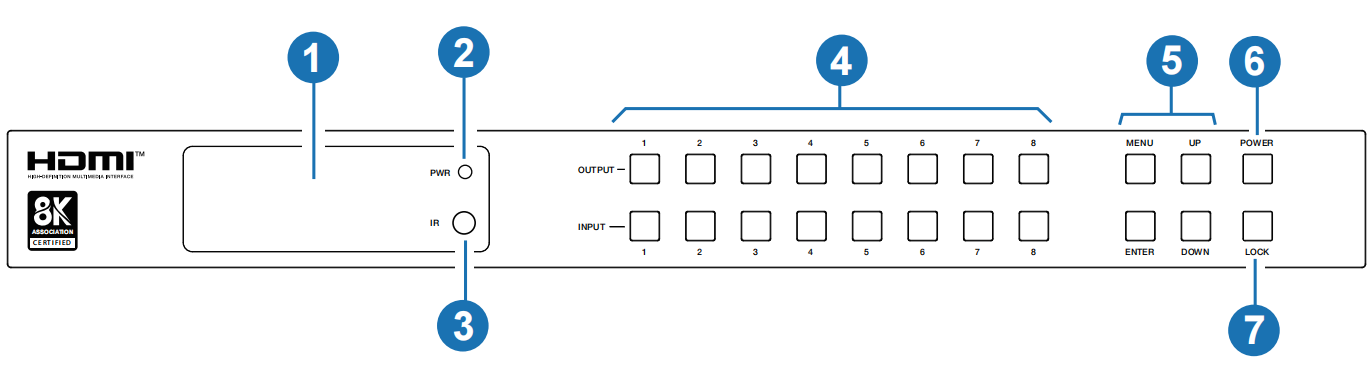 1
2
4
5
6
HDMI™
HIGH-DEFINITION MULTIMEDIA INTERFACE
8K
ASSOCIATION
CERTIFIED
PWR
IR
1 2 3 4 5 6 7 8
OUTPUT
INPUT
1 2 3 4 5 6 7 8
MENU UP POWER
ENTER DOWN LOCK
3
7